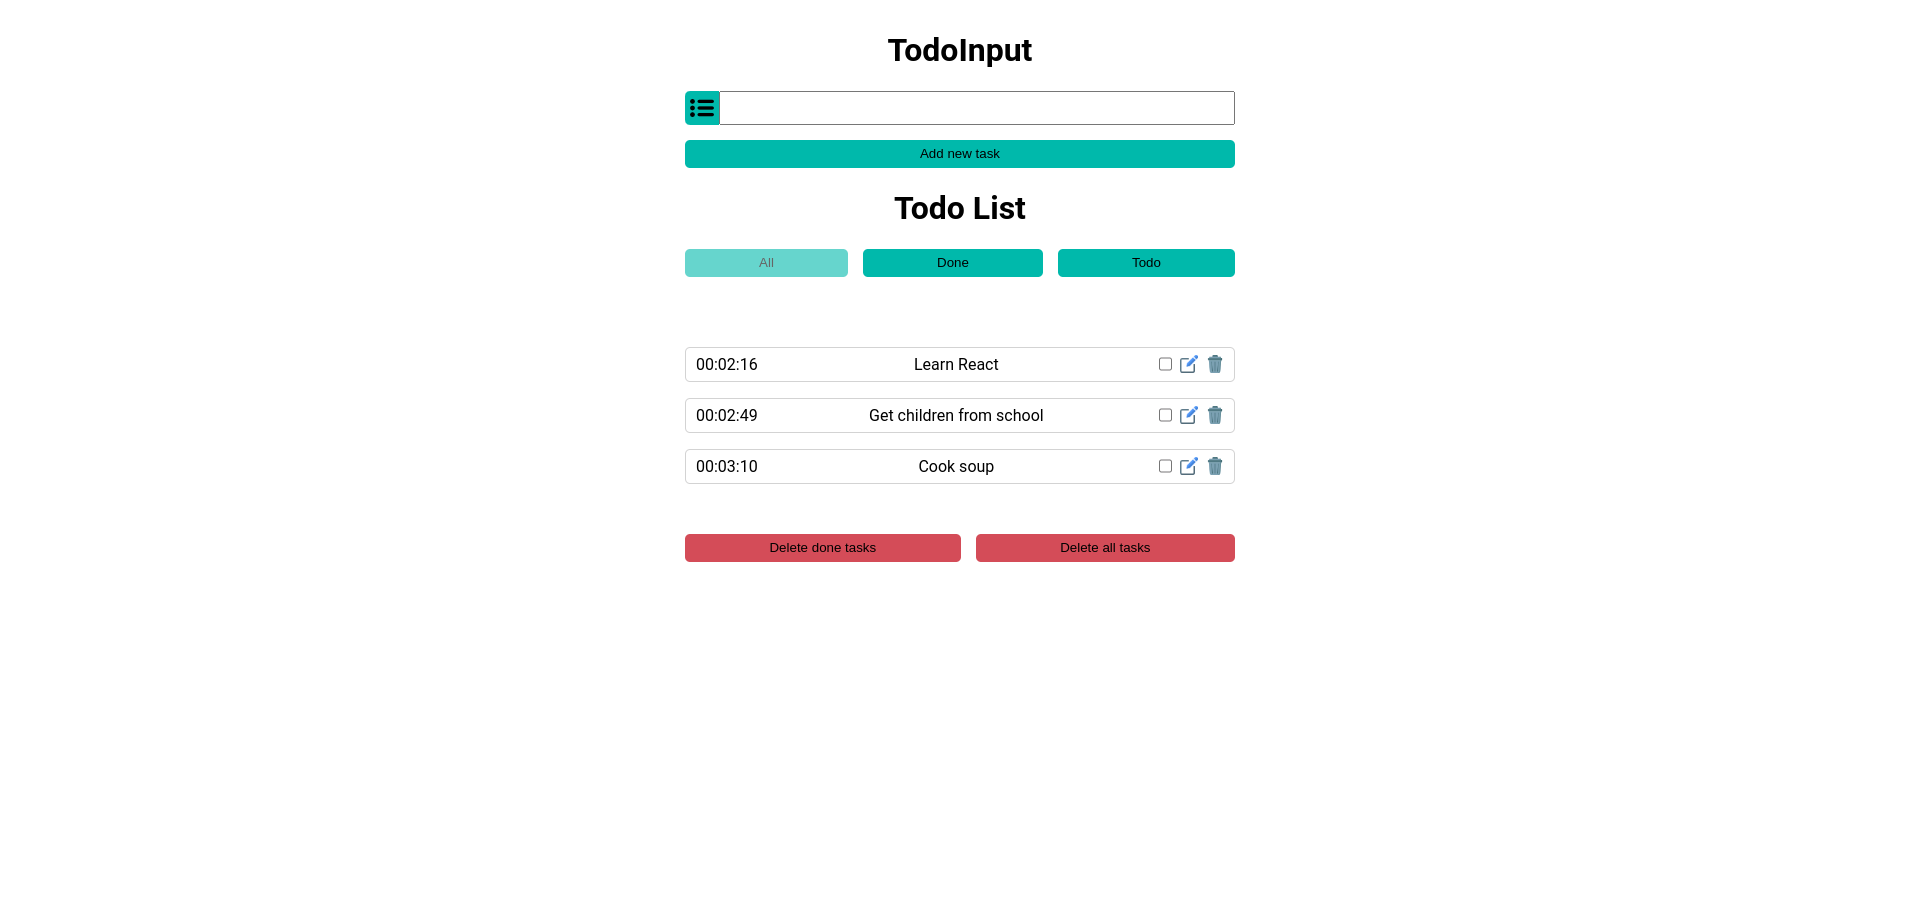 TodoInput
Add new task
Todo List
All Done Todo
00:02:16 Learn React
00:02:49 Get children from school
00:03:10 Cook soup
Delete done tasks Delete all tasks